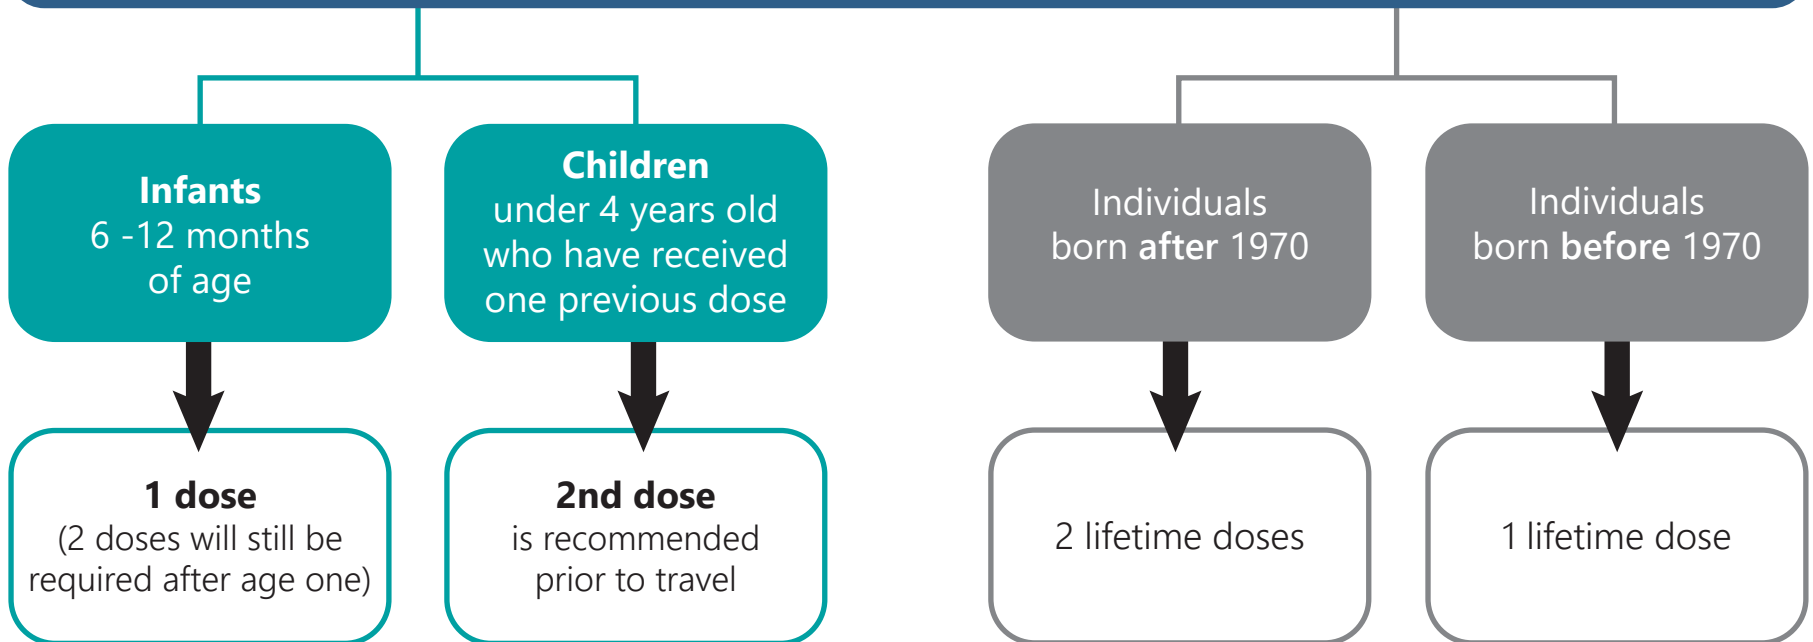 Infants
6 -12 months
of age
Children
under 4 years old
who have received
one previous dose
Individuals
born after 1970
Individuals
born before 1970
1 dose
(2 doses will still be
required after age one)
2nd dose
is recommended
prior to travel
2 lifetime doses
1 lifetime dose